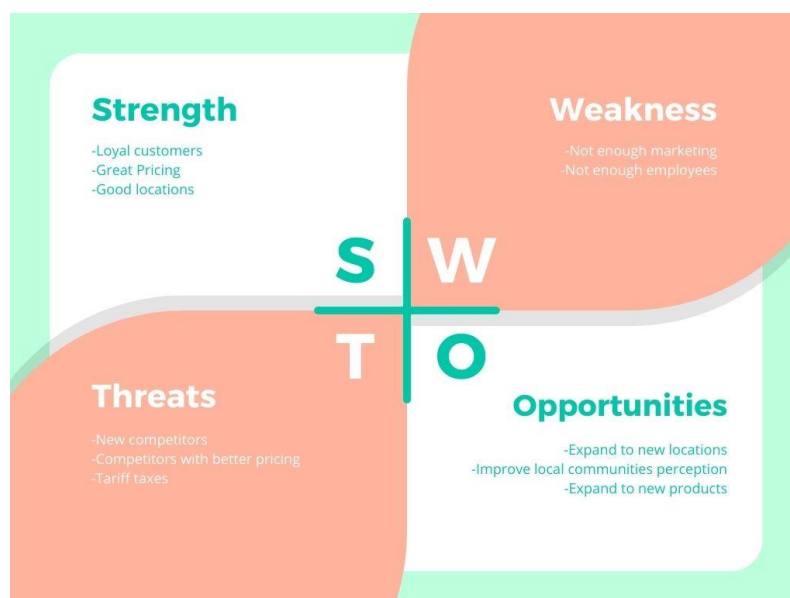 Strength
-Loyal customers
-Great Pricing
-Good locations
Weakness
-Not enough marketing
-Not enough employees
S W
T O
Threats
-New competitors
-Competitors with better pricing
-Tariff taxes
Opportunities
-Expand to new locations
-Improve local communities perception
-Expand to new products